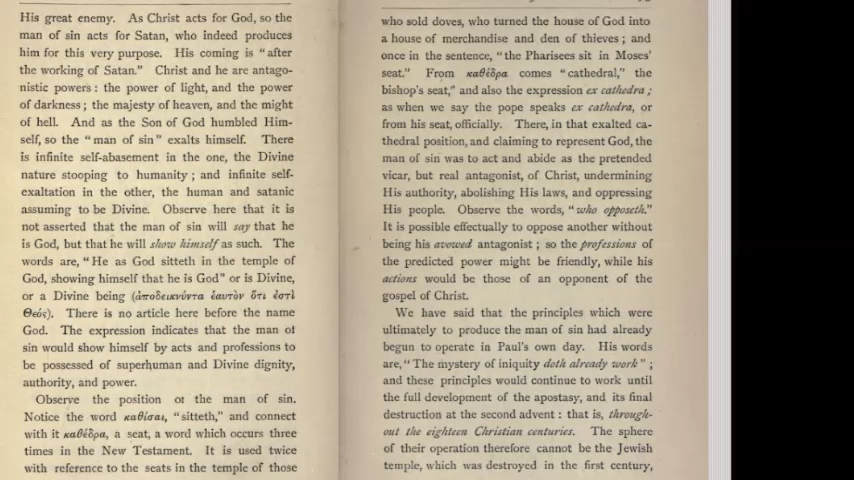 His great enemy. As Christ acts for God, so the
man of sin acts for Satan, who indeed produces
him for this very purpose. His coming is “after
the working of Satan.” Christ and he are antago-
nistic powers: the power of light, and the power
of darkness; the majesty of heaven, and the might
of hell. And as the Son of God humbled Him-
self, so the “man of sin” exalts himself. There
is infinite self-abasement in the one, the Divine
nature stooping to humanity; and infinite self-
exaltation in the other, the human and satanic
assuming to be Divine. Observe here that it is
not asserted that the man of sin will say that he
is God, but that he will show himself as such. The
words are, “He as God sitteth in the temple of
God, showing himself that he is God” or is Divine,
or a Divine being (ἀποδεικνύντα ἑαυτὸν ὅτι ἐστὶ
Θεός). There is no article here before the name
God. The expression indicates that the man of
sin would show himself by acts and professions to
be possessed of superhuman and Divine dignity,
authority, and power.
Observe the position of the man of sin.
Notice the word καθίσαι, “sitteth,” and connect
with it καθέδρα, a seat, a word which occurs three
times in the New Testament. It is used twice
with reference to the seats in the temple of those
who sold doves, who turned the house of God into
a house of merchandise and den of thieves; and
once in the sentence, “the Pharisees sit in Moses’
seat.” From καθέδρα comes “cathedral,” the
bishop’s seat,” and also the expression ex cathedra;
as when we say the pope speaks ex cathedra, or
from his seat, officially. There, in that exalted ca-
thedral position, and claiming to represent God, the
man of sin was to act and abide as the pretended
vicar, but real antagonist, of Christ, undermining
His authority, abolishing His laws, and oppressing
His people. Observe the words, “who opposeth.”
It is possible effectually to oppose another without
being his avowed antagonist; so the professions of
the predicted power might be friendly, while his
actions would be those of an opponent of the
gospel of Christ.
We have said that the principles which were
ultimately to produce the man of sin had already
begun to operate in Paul’s own day. His words
are, “The mystery of iniquity doth already work”;
and these principles would continue to work until
the full development of the apostasy, and its final
destruction at the second advent: that is, through-
out the eighteen Christian centuries. The sphere
of their operation therefore cannot be the Jewish
temple, which was destroyed in the first century,